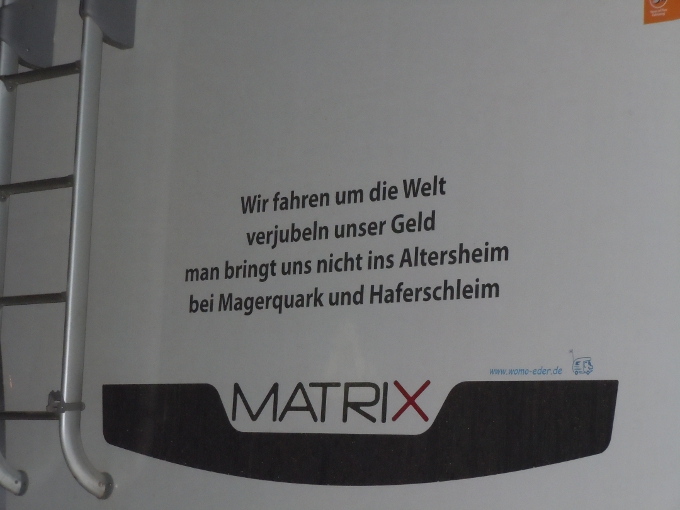 Wir fahren um die Welt
verjubeln unser Geld
man bringt uns nicht ins Altersheim
bei Magerquark und Haferschleim
www.womo-eder.de
MATRIX